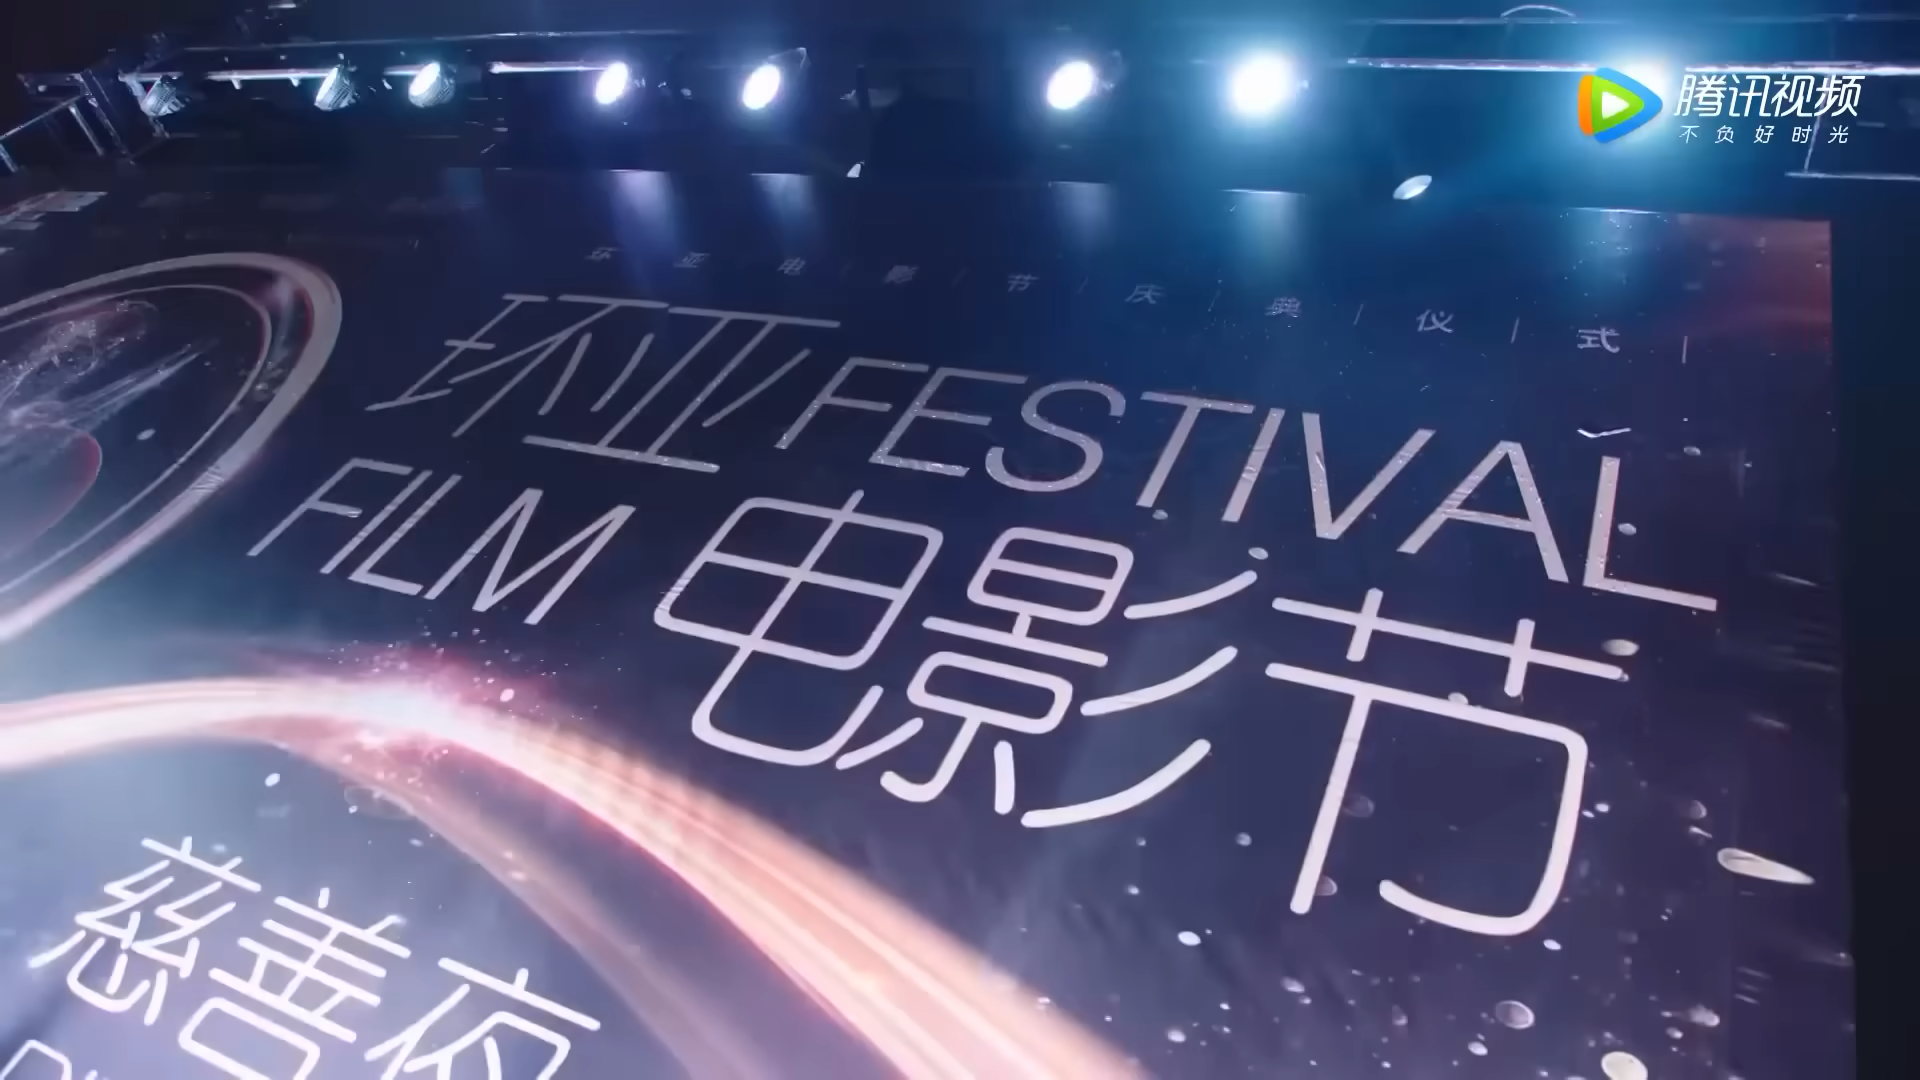 腾讯视频
不负好时光
环 亚 电 | 影 | 节 | 庆 | 典 | 仪 | 式 |
环亚 FESTIVAL
FILM 电影节
慈善夜